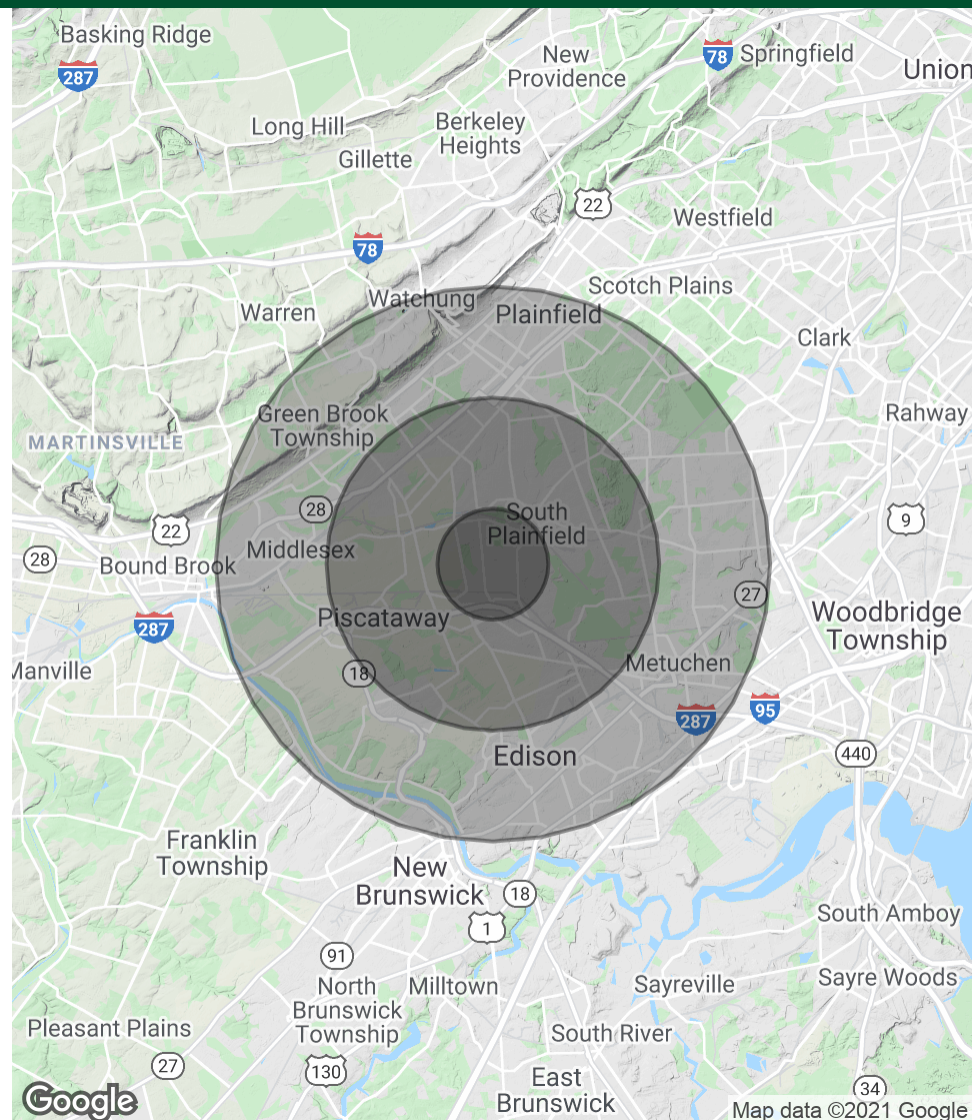 Basking Ridge
287
New
Providence
78
Springfield
Union
Long Hill
Berkeley
Heights
Gillette
22
Westfield
78
Scotch Plains
Watchung
Warren
Plainfield
Clark
Green Brook
Township
MARTINSVILLE
Rahway
28
South
Plainfield
22
9
28
Middlesex
Bound Brook
27
Woodbridge
Township
Piscataway
287
Manville
18
Metuchen
95
287
Edison
440
Franklin
Township
New
Brunswick
18
1
South Amboy
91
North
Brunswick
Township
Milltown
Sayreville
Sayre Woods
Pleasant Plains
South River
27
130
East
Brunswick
34
Google
Map data ©2021 Google